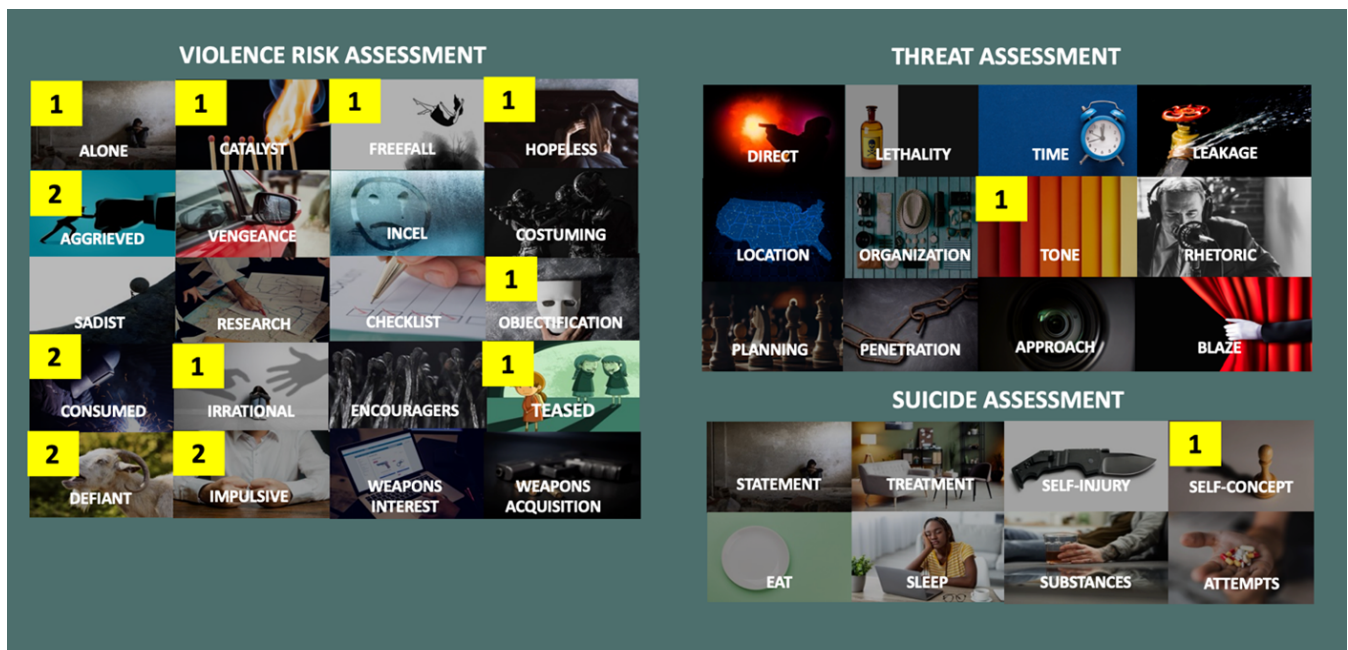 VIOLENCE RISK ASSESSMENT
1 1 1 1
ALONE CATALYST FREEFALL HOPELESS
2
AGGRIEVED VENGEANCE INCEL COSTUMING
1
SADIST RESEARCH CHECKLIST OBJECTIFICATION
2 1 1
CONSUMED IRRATIONAL ENCOURAGERS TEASED
2 2
DEFIANT IMPULSIVE WEAPONS INTEREST WEAPONS ACQUISITION
THREAT ASSESSMENT
DIRECT LETHALITY TIME LEAKAGE
1
LOCATION ORGANIZATION TONE RHETORIC
PLANNING PENETRATION APPROACH BLAZE
SUICIDE ASSESSMENT
1
STATEMENT TREATMENT SELF-INJURY SELF-CONCEPT
EAT SLEEP SUBSTANCES ATTEMPTS